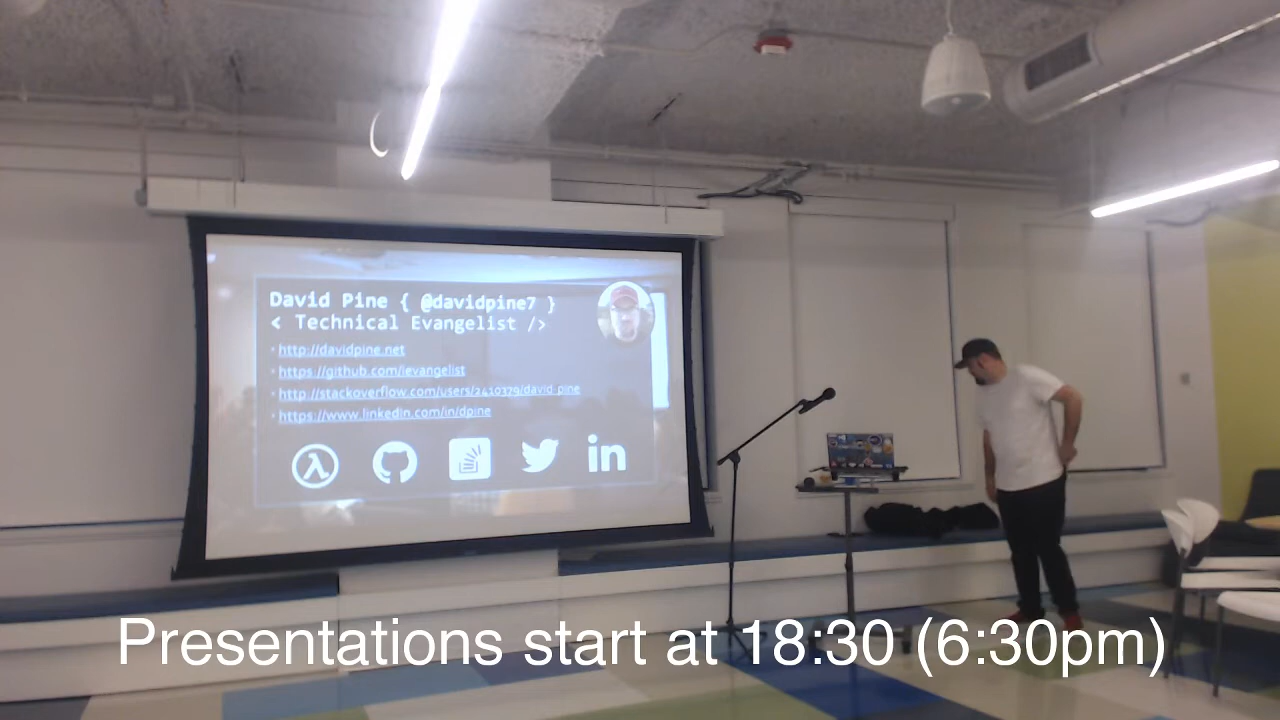 David Pine { @davidpine7 }
< Technical Evangelist />
http://davidpine.net
https://github.com/ievangelist
http://stackoverflow.com/users/2410379/david-pine
https://www.linkedin.com/in/dpine
in
Presentations start at 18:30 (6:30pm)